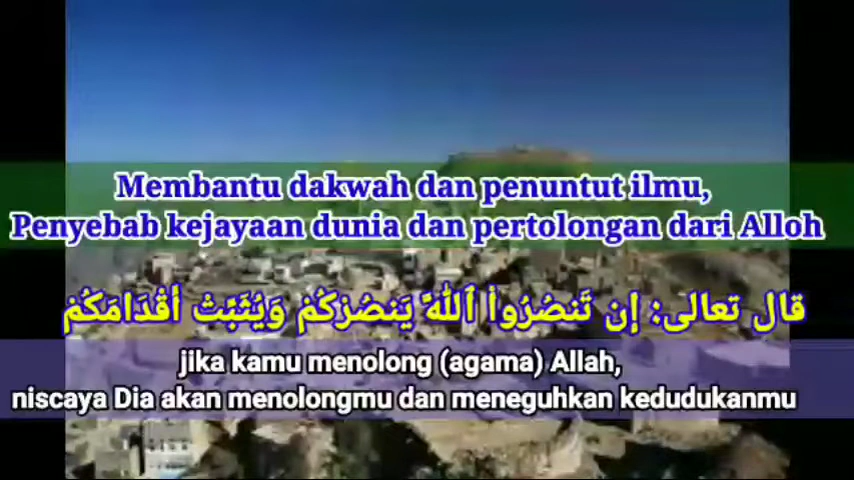 Membantu dakwah dan penuntut ilmu,
Penyebab kejayaan dunia dan pertolongan dari Alloh
قال تعالى: إن تَنصُرُوا۟ ٱللَّهَ يَنصُرْكُمْ وَيُثَبِّتْ أَقْدَامَكُمْ
jika kamu menolong (agama) Allah,
niscaya Dia akan menolongmu dan meneguhkan kedudukanmu